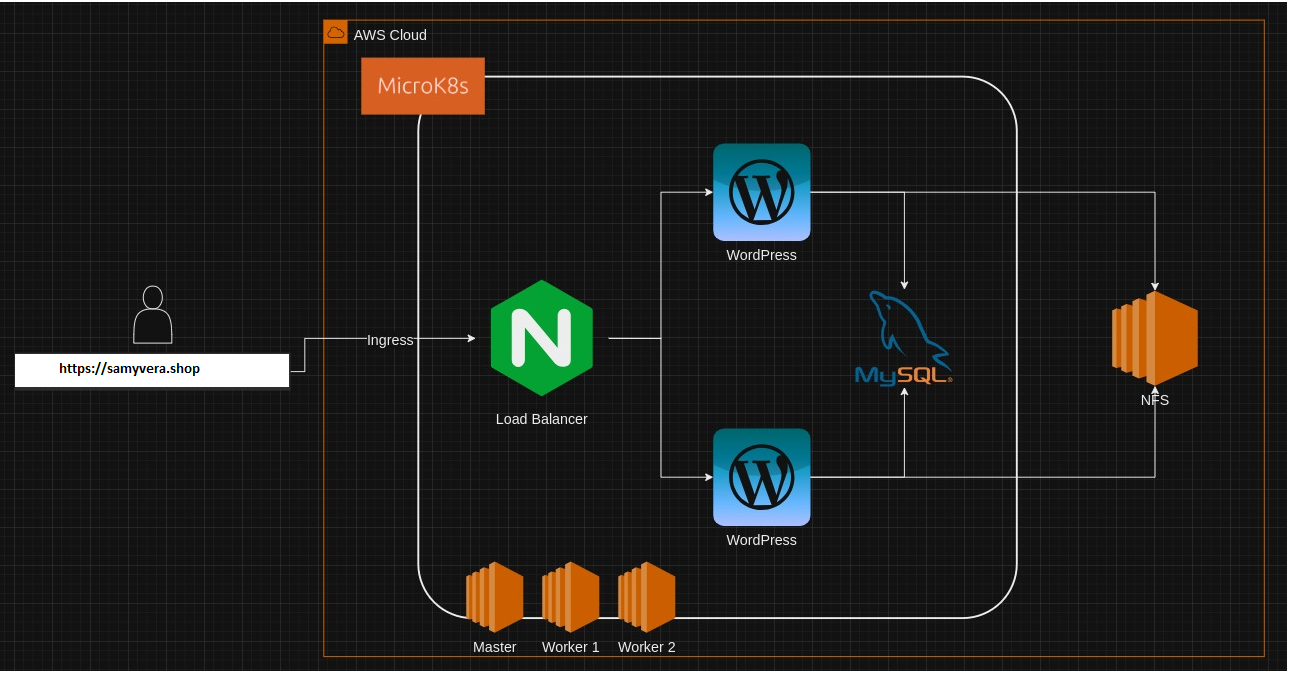 AWS Cloud
MicroK8s
WordPress
https://samyvera.shop
Ingress
Load Balancer
MySQL®
NFS
WordPress
Master
Worker 1
Worker 2